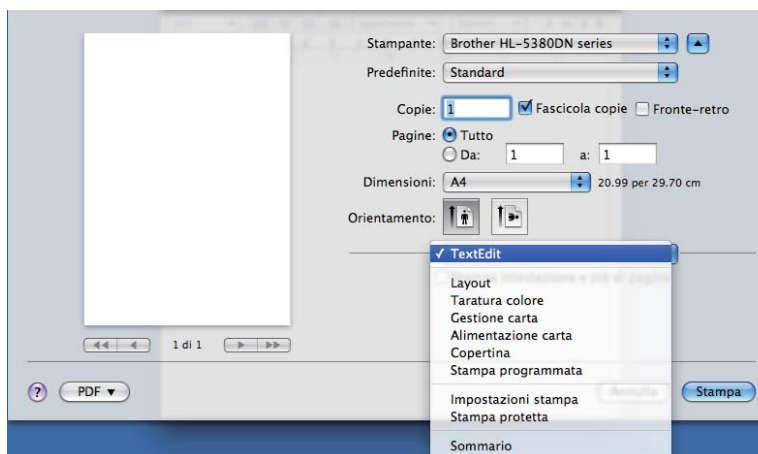 Stampante: Brother HL-5380DN series
Predefinite: Standard
Copie: 1 Fascicola copie Fronte-retro
Pagine: Tutto
Da: 1 a: 1
Dimensioni: A4 20.99 per 29.70 cm
Orientamento:
✓ TextEdit
Layout
Taratura colore
Gestione carta
Alimentazione carta
Copertina
Stampa programmata
1 di 1
? PDF ▼ Annulla Stampa
Impostazioni stampa
Stampa protetta
Sommario